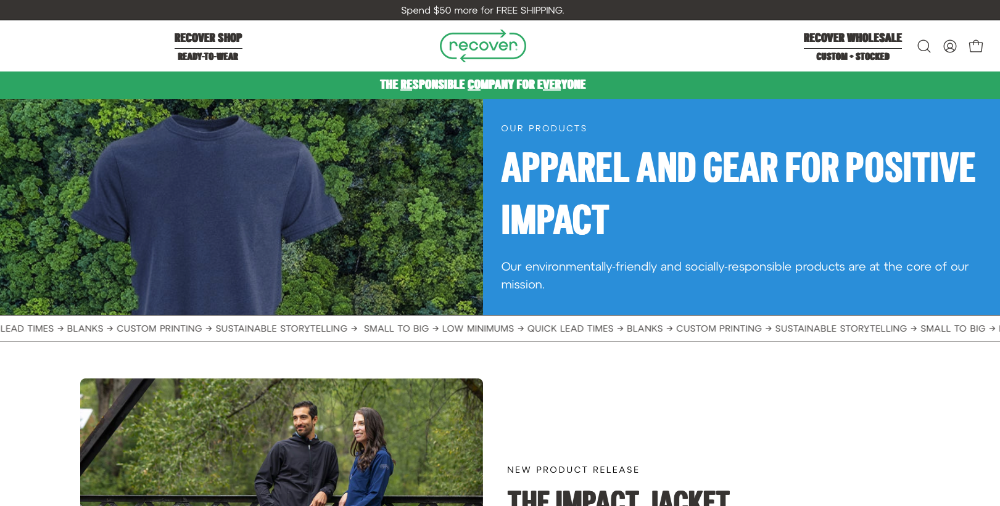 Spend $50 more for FREE SHIPPING.
RECOVER SHOP
READY-TO-WEAR
recover
RECOVER WHOLESALE
CUSTOM + STOCKED
THE RESPONSIBLE COMPANY FOR EVERYONE
OUR PRODUCTS
APPAREL AND GEAR FOR POSITIVE
IMPACT
Our environmentally-friendly and socially-responsible products are at the core of our
mission.
LEAD TIMES → BLANKS → CUSTOM PRINTING → SUSTAINABLE STORYTELLING → SMALL TO BIG → LOW MINIMUMS → QUICK LEAD TIMES → BLANKS → CUSTOM PRINTING → SUSTAINABLE STORYTELLING → SMALL TO BIG →
NEW PRODUCT RELEASE
THE IMPACT JACKET